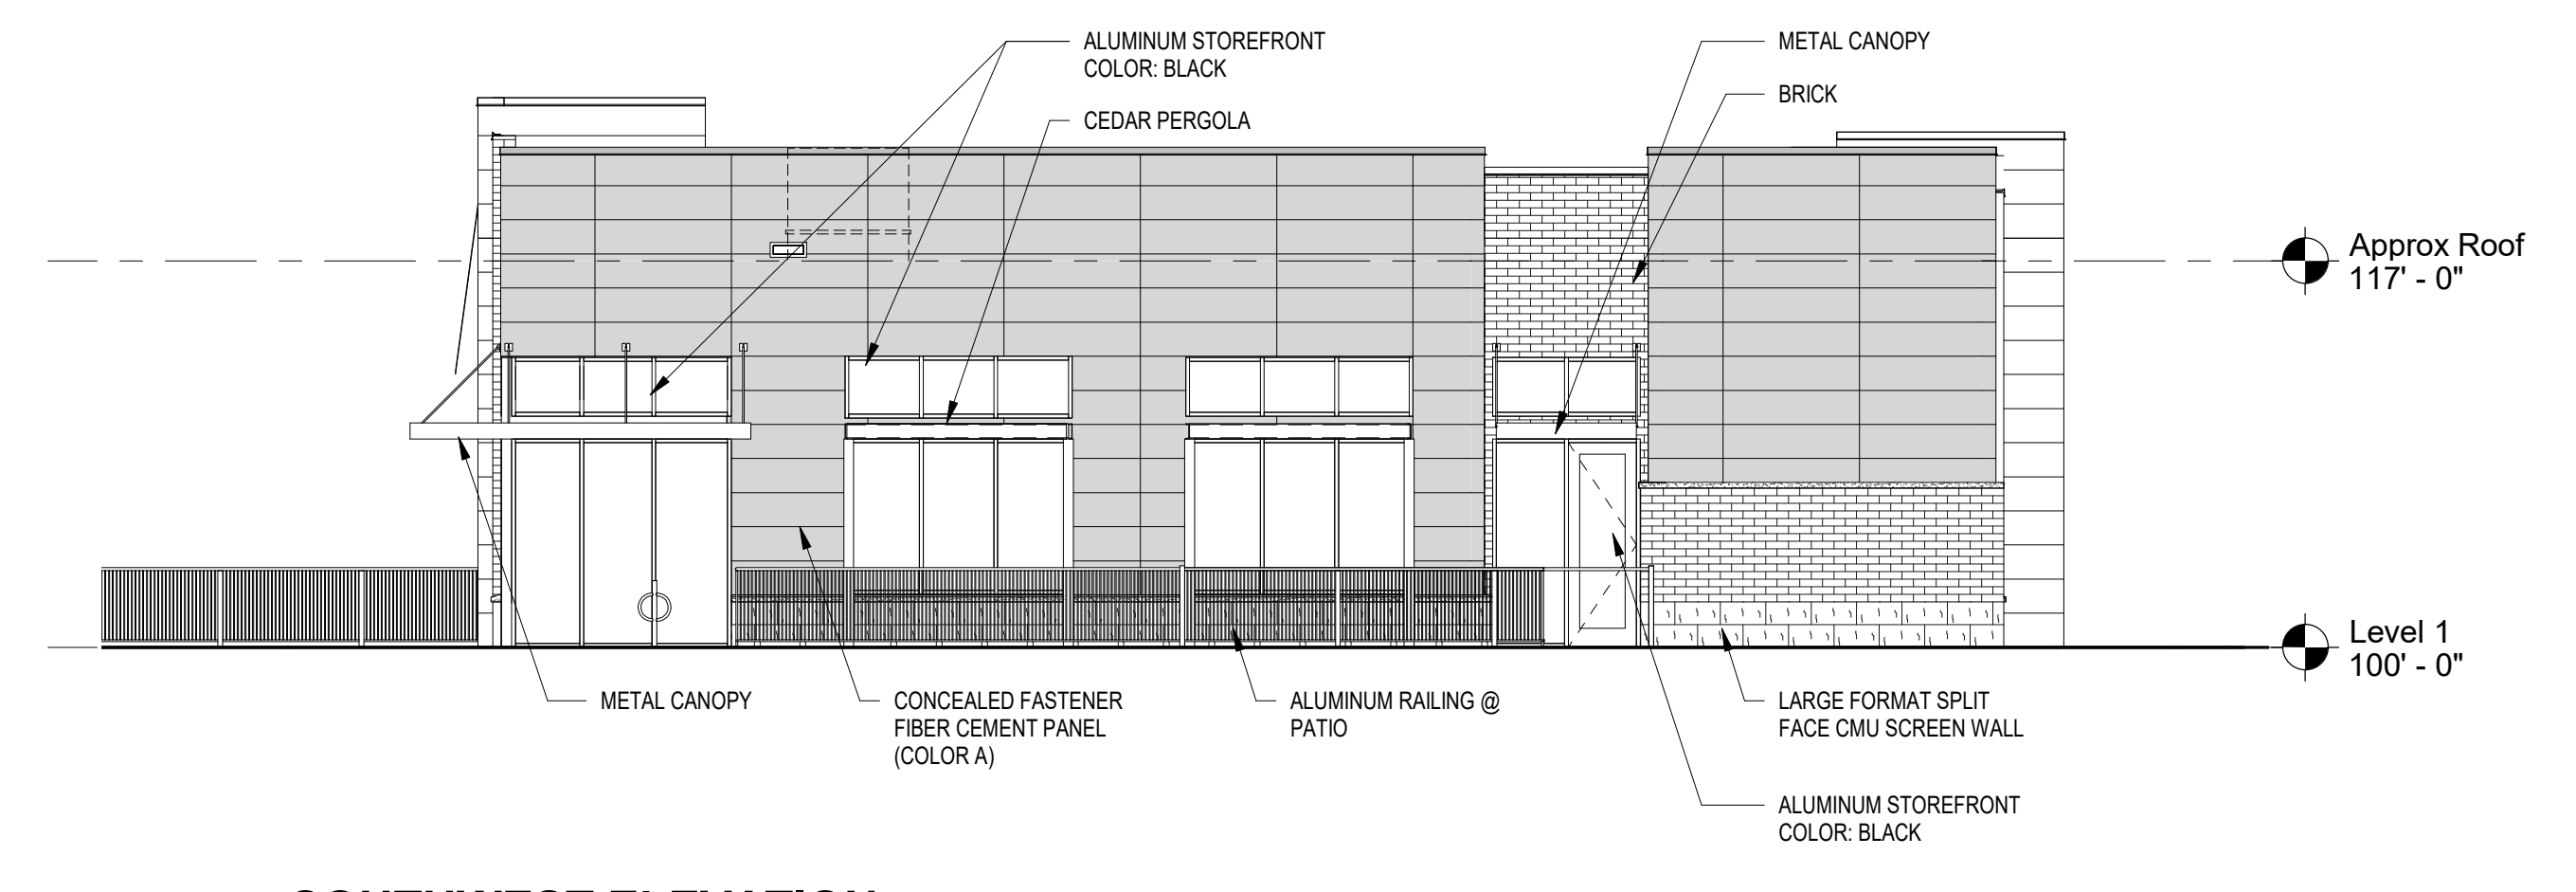 ALUMINUM STOREFRONT
COLOR: BLACK
CEDAR PERGOLA
METAL CANOPY
BRICK
Approx Roof
117' - 0"
Level 1
100' - 0"
METAL CANOPY
CONCEALED FASTENER
FIBER CEMENT PANEL
(COLOR A)
ALUMINUM RAILING @
PATIO
LARGE FORMAT SPLIT
FACE CMU SCREEN WALL
ALUMINUM STOREFRONT
COLOR: BLACK
SOUTHWEST ELEVATION